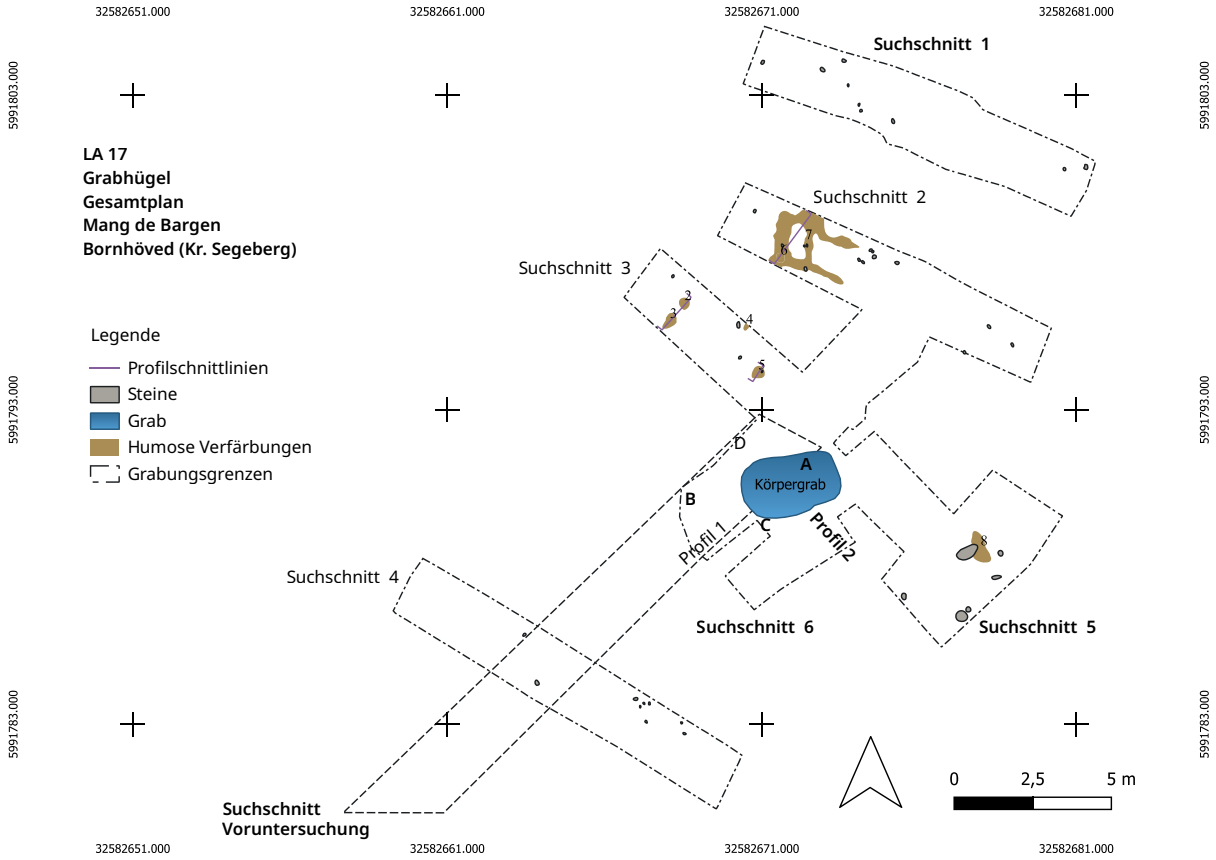 32582651.000
32582661.000
32582671.000
32582681.000
5991803.000
5991803.000
Suchschnitt 1
LA 17
Grabhügel
Gesamtplan
Mang de Bargen
Bornhöved (Kr. Segeberg)
Suchschnitt 2
7
6
Suchschnitt 3
2
3
4
5
Legende
Profilschnittlinien
Steine
Grab
Humose Verfärbungen
Grabungsgrenzen
5991793.000
5991793.000
D
A
Körpergrab
B
C
Profil 1
Profil 2
8
Suchschnitt 4
Suchschnitt 6
Suchschnitt 5
5991783.000
5991783.000
0 2,5 5 m
Suchschnitt
Voruntersuchung
32582651.000
32582661.000
32582671.000
32582681.000